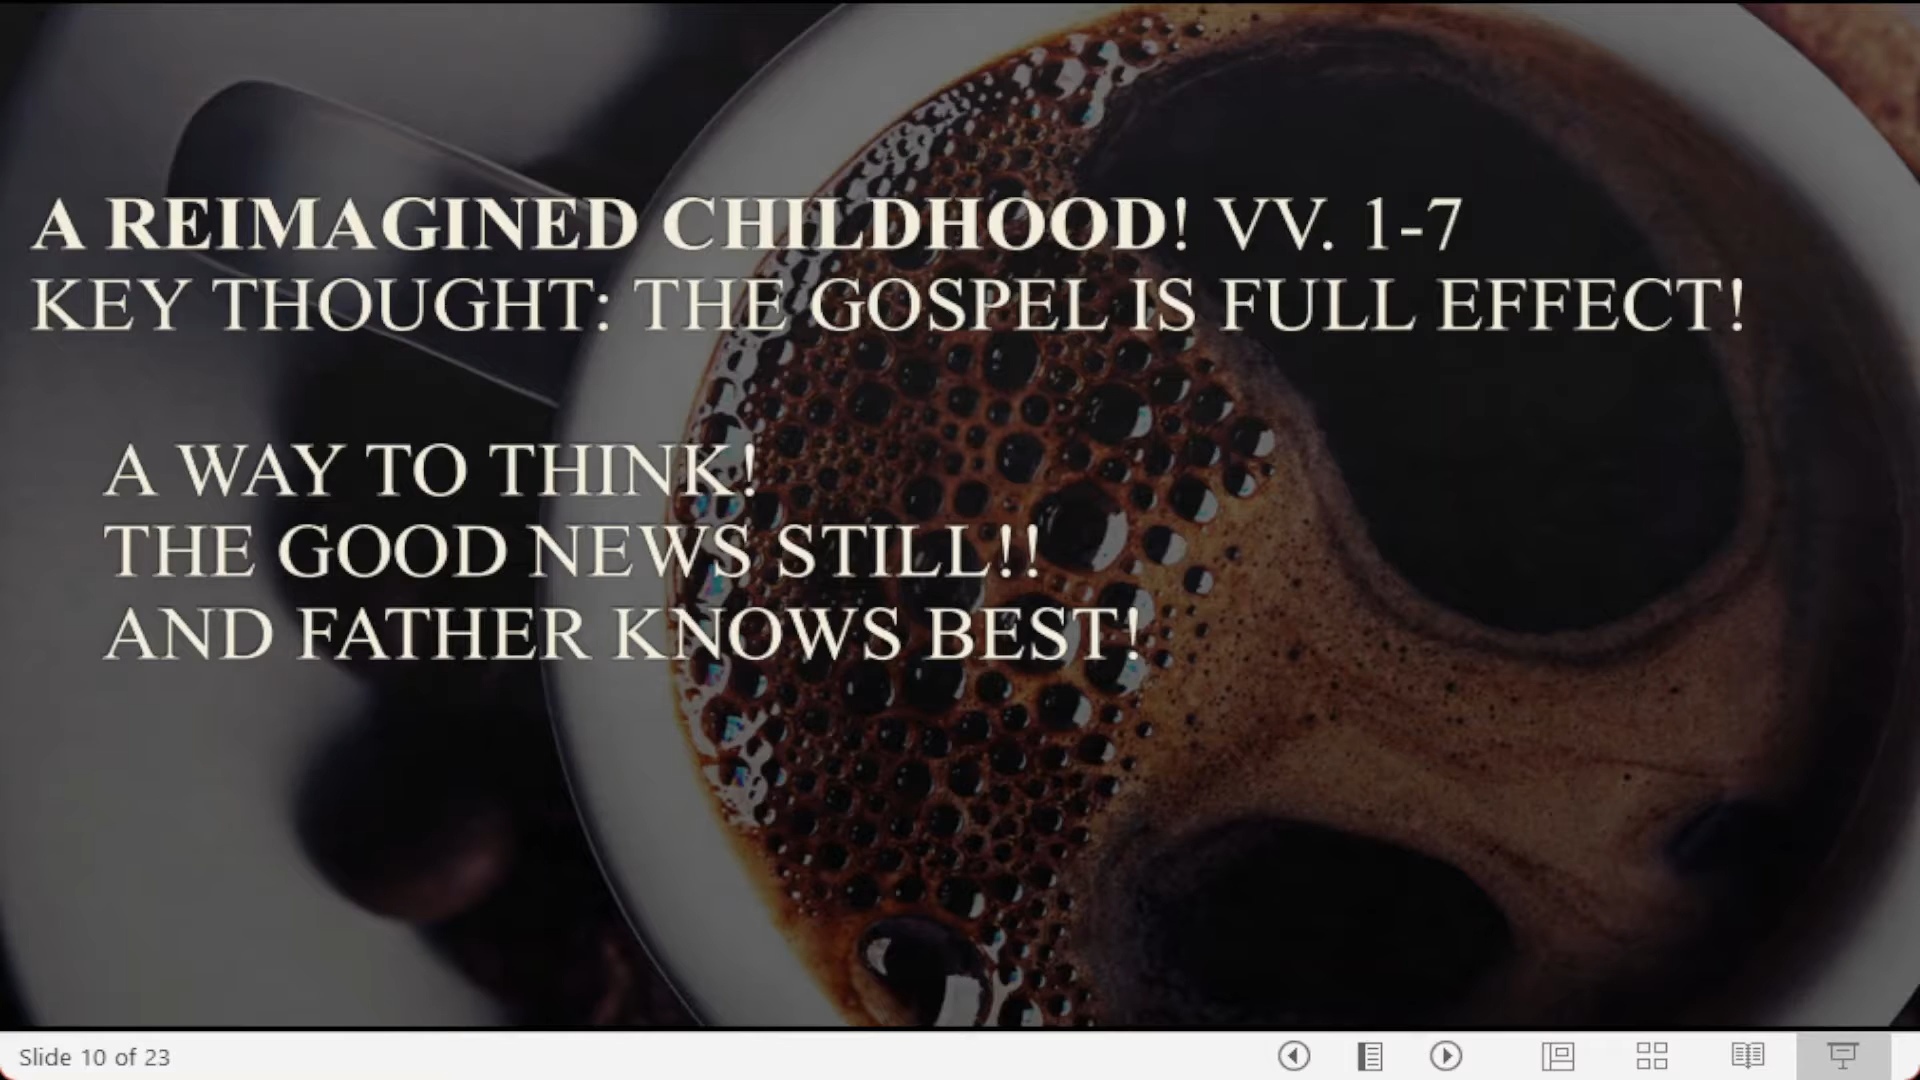 A REIMAGINED CHILDHOOD! VV. 1-7
KEY THOUGHT: THE GOSPEL IS FULL EFFECT!
A WAY TO THINK!
THE GOOD NEWS STILL!!
AND FATHER KNOWS BEST!
Slide 10 of 23